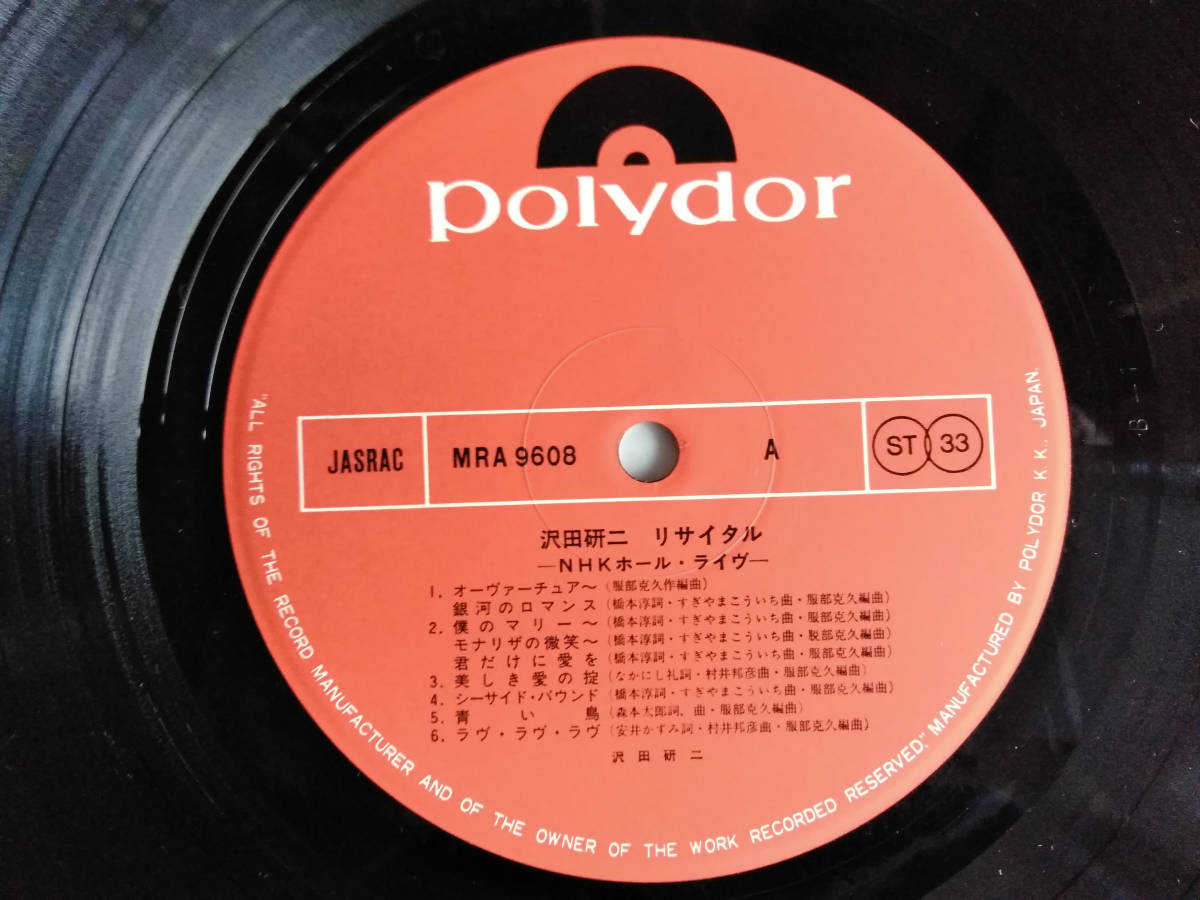 polydor
JASRAC MRA 9608 A ST 33
沢田研二 リサイタル
—NHKホール・ライヴ—
1. オーヴァーチュア〜(服部克久作編曲)
銀河のロマンス(橋本淳詞・すぎやまこういち曲・服部克久編曲)
2. 僕のマリー〜(橋本淳詞・すぎやまこういち曲・服部克久編曲)
モナリザの微笑〜(橋本淳詞・すぎやまこういち曲・脱部克久編曲)
君だけに愛を(橋本淳詞・すぎやまこういち曲・服部克久編曲)
3. 美しき愛の掟(なかにし礼詞・村井邦彦曲・服部克久編曲)
4. シーサイド・バウンド(橋本淳詞・すぎやまこういち曲・服部克久編曲)
5. 青い鳥(森本太郎詞、曲・服部克久編曲)
6. ラヴ・ラヴ・ラヴ(安井かずみ詞・村井邦彦曲・服部克久編曲)
沢田研二
"ALL RIGHTS OF THE RECORD MANUFACTURER AND OF THE OWNER OF THE WORK RECORDED RESERVED," MANUFACTURED BY POLYDOR K.K., JAPAN.
B-1